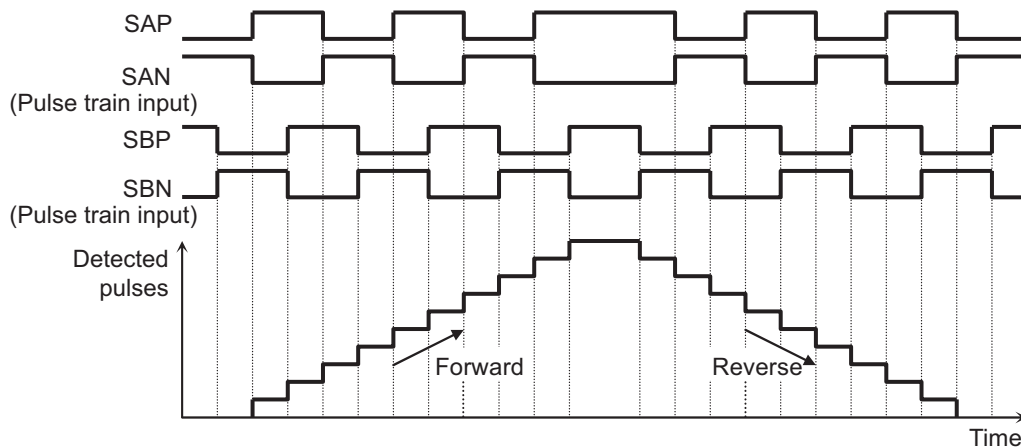 SAP
SAN
(Pulse train input)
SBP
SBN
(Pulse train input)
Detected
pulses
Forward
Reverse
Time